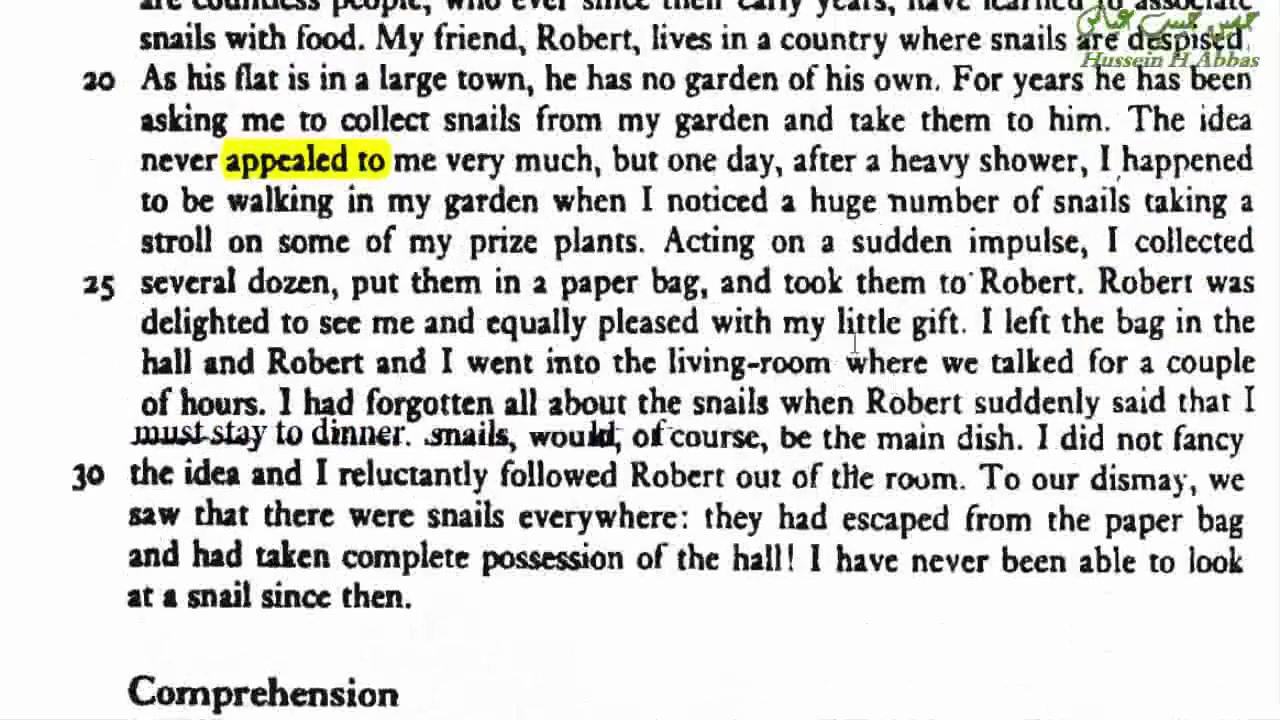 are countless people, who ever since their early years, have learned to associate
حسين حسن عباس
Hussein H Abbas
snails with food. My friend, Robert, lives in a country where snails are despised.
20 As his flat is in a large town, he has no garden of his own. For years he has been
asking me to collect snails from my garden and take them to him. The idea
never appealed to me very much, but one day, after a heavy shower, I happened
to be walking in my garden when I noticed a huge number of snails taking a
stroll on some of my prize plants. Acting on a sudden impulse, I collected
25 several dozen, put them in a paper bag, and took them to Robert. Robert was
delighted to see me and equally pleased with my little gift. I left the bag in the
hall and Robert and I went into the living-room where we talked for a couple
of hours. I had forgotten all about the snails when Robert suddenly said that I
must stay to dinner. snails, would, of course, be the main dish. I did not fancy
30 the idea and I reluctantly followed Robert out of the room. To our dismay, we
saw that there were snails everywhere: they had escaped from the paper bag
and had taken complete possession of the hall! I have never been able to look
at a snail since then.
Comprehension